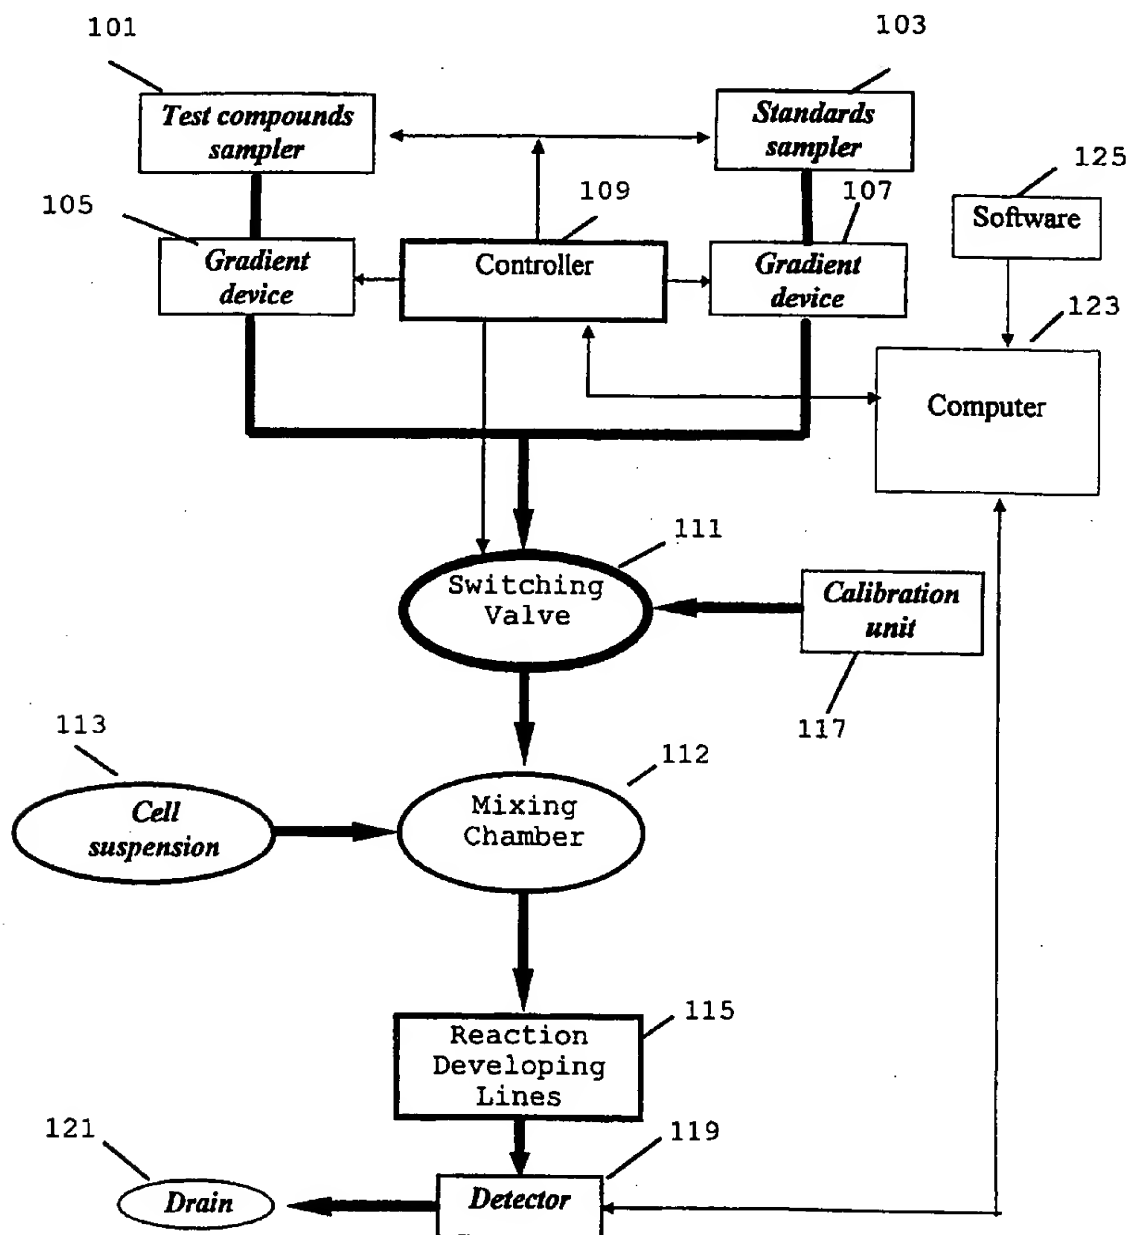 101
103
Test compounds
sampler
Standards
sampler
125
105
109
107
Software
Gradient
device
Controller
Gradient
device
123
Computer
111
Switching
Valve
Calibration
unit
117
113
112
Cell
suspension
Mixing
Chamber
115
Reaction
Developing
Lines
121
119
Drain
Detector